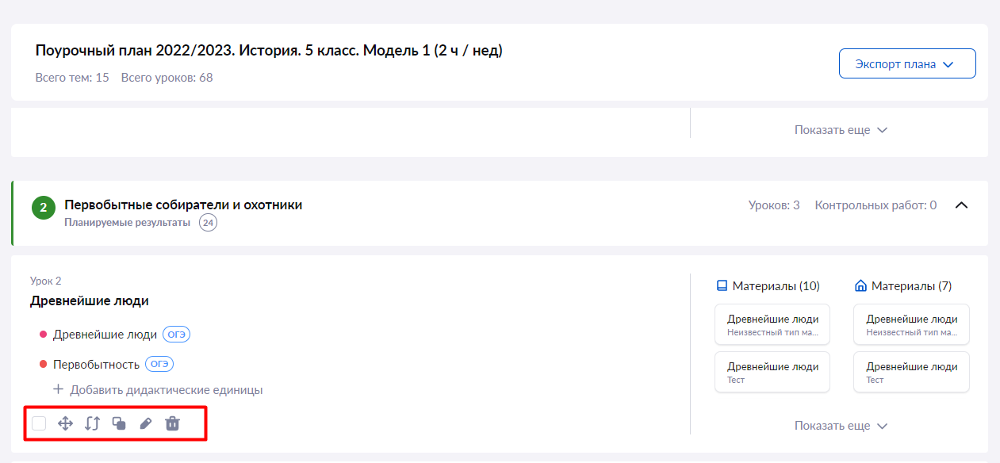 Поурочный план 2022/2023. История. 5 класс. Модель 1 (2 ч / нед)
Всего тем: 15 Всего уроков: 68
Экспорт плана
Показать еще
2
Первобытные собиратели и охотники
Планируемые результаты 24
Уроков: 3 Контрольных работ: 0
Урок 2
Древнейшие люди
Древнейшие люди ОГЭ
Первобытность ОГЭ
+ Добавить дидактические единицы
Материалы (10)
Древнейшие люди
Неизвестный тип ма...
Древнейшие люди
Тест
Материалы (7)
Древнейшие люди
Неизвестный тип ма...
Древнейшие люди
Тест
Показать еще